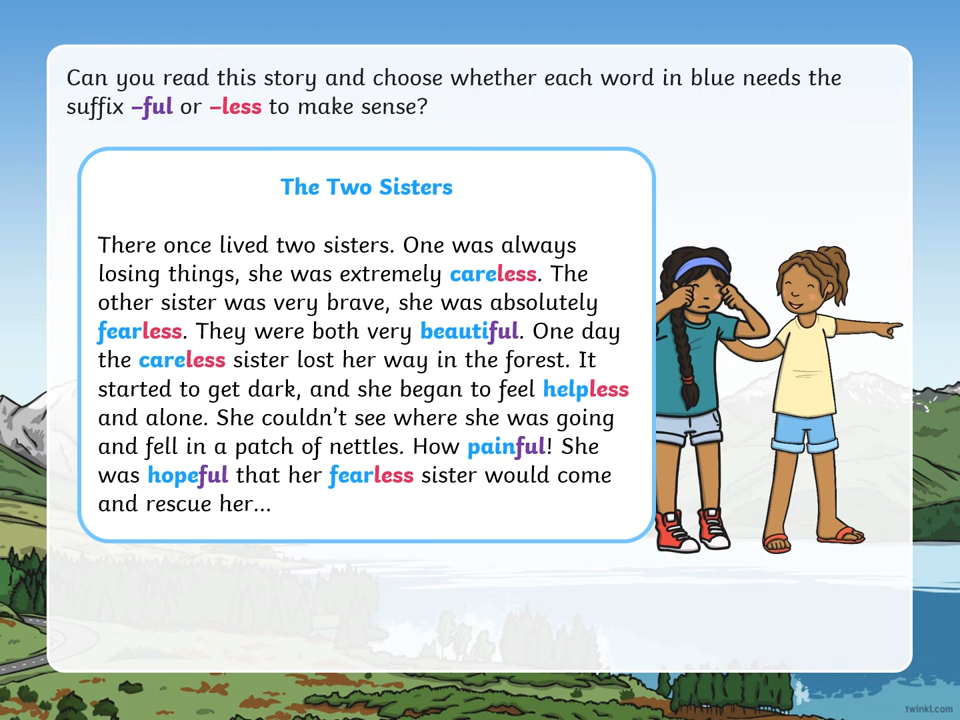 Can you read this story and choose whether each word in blue needs the
suffix –ful or –less to make sense?
The Two Sisters
There once lived two sisters. One was always
losing things, she was extremely careless. The
other sister was very brave, she was absolutely
fearless. They were both very beautiful. One day
the careless sister lost her way in the forest. It
started to get dark, and she began to feel helpless
and alone. She couldn’t see where she was going
and fell in a patch of nettles. How painful! She
was hopeful that her fearless sister would come
and rescue her...
twinkl.com